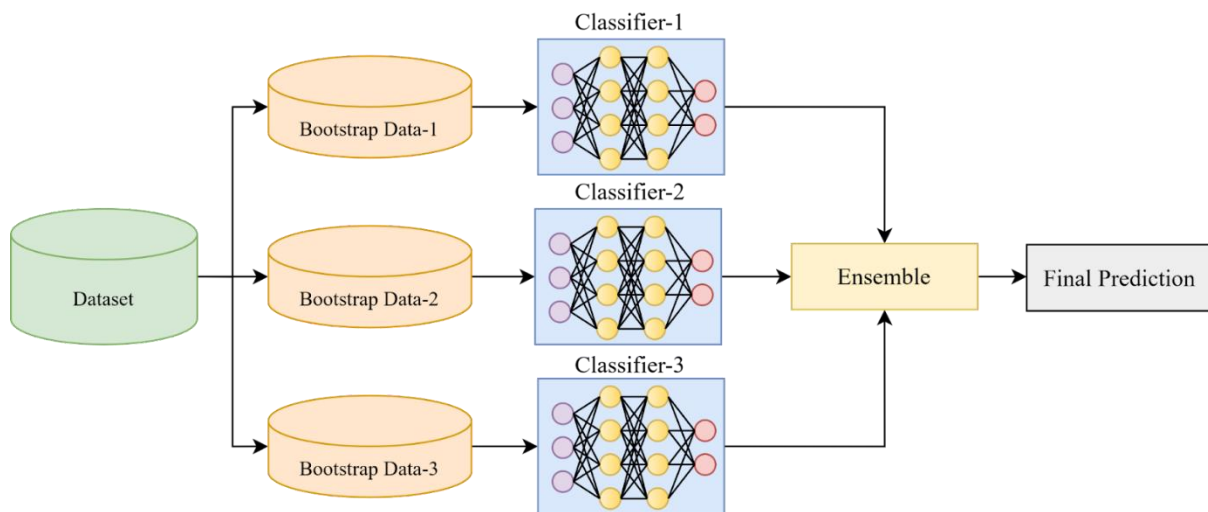 Classifier-1
Bootstrap Data-1
Classifier-2
Dataset
Bootstrap Data-2
Ensemble
Final Prediction
Classifier-3
Bootstrap Data-3